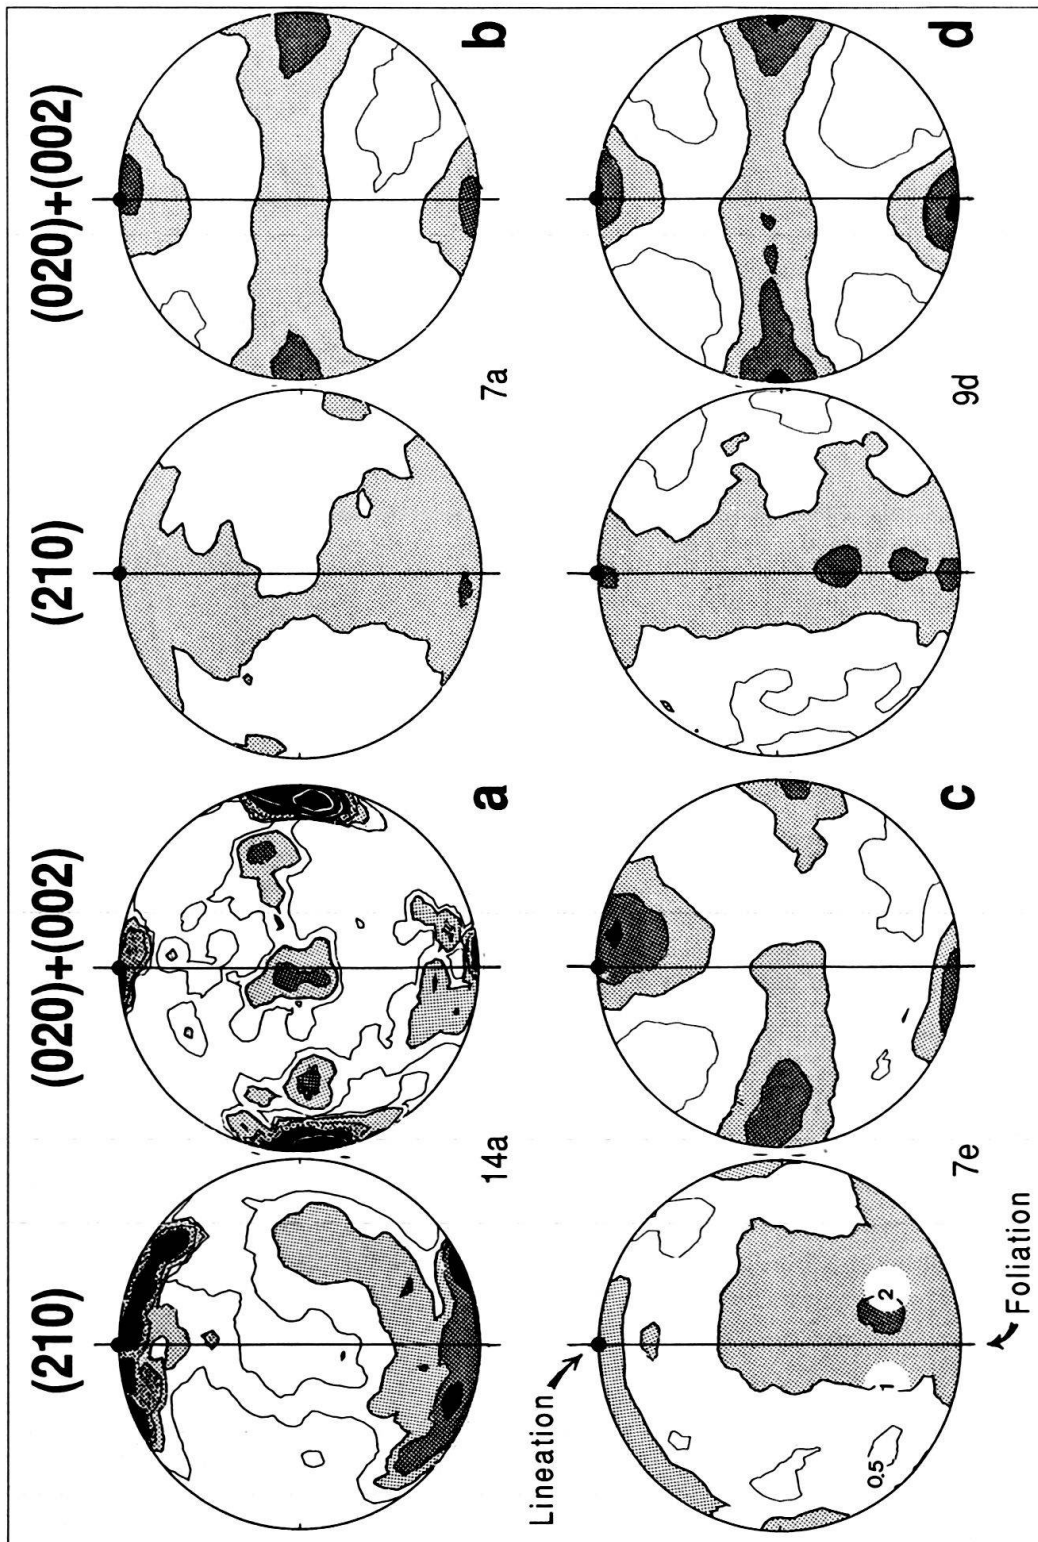 (210)
(020)+(002)
(210)
(020)+(002)
14a
a
7a
b
Lineation
0.5
1
2
7e
c
9d
d
Foliation